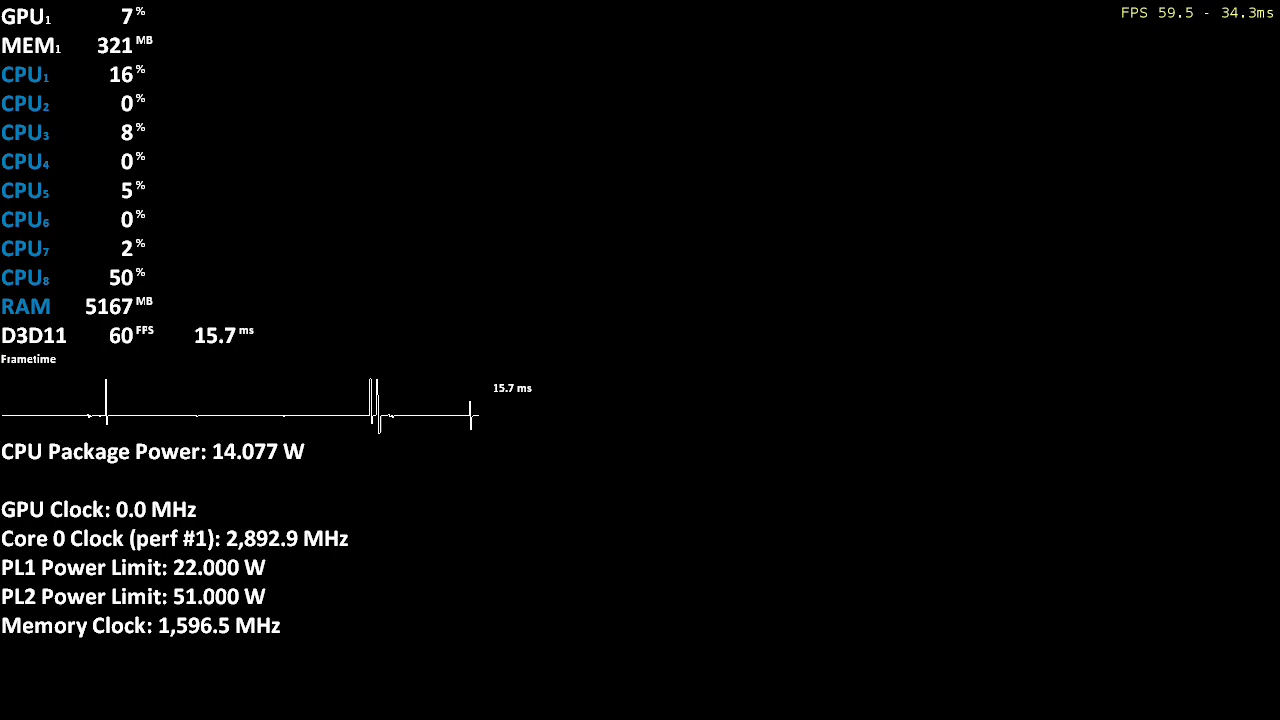 GPU1 7 % FPS 59.5 - 34.3ms
MEM1 321 MB
CPU1 16 %
CPU2 0 %
CPU3 8 %
CPU4 0 %
CPU5 5 %
CPU6 0 %
CPU7 2 %
CPU8 50 %
RAM 5167 MB
D3D11 60 FPS 15.7 ms
Frametime
15.7 ms
CPU Package Power: 14.077 W
GPU Clock: 0.0 MHz
Core 0 Clock (perf #1): 2,892.9 MHz
PL1 Power Limit: 22.000 W
PL2 Power Limit: 51.000 W
Memory Clock: 1,596.5 MHz